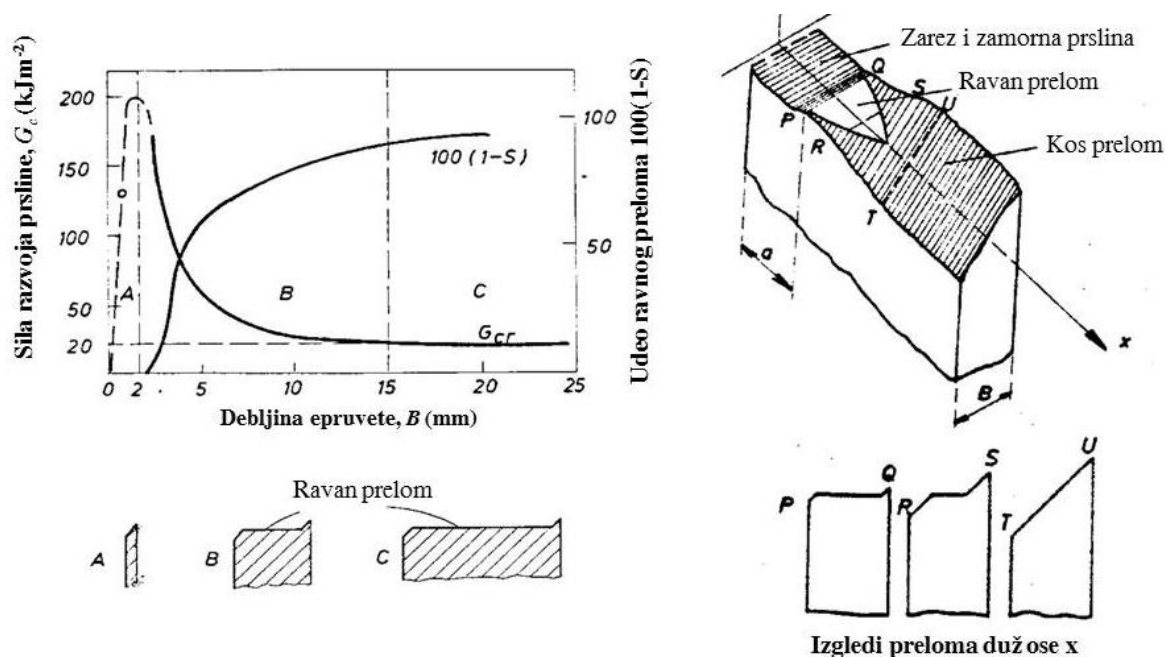 Sila razvoja prsline, G_c (kJm⁻²)
200
150
100
50
20
A
B
C
100 (1-S)
G_cr
100
50
Udeo ravnog preloma 100(1-S)
0 2 5 10 15 20 25
Debljina epruvete, B (mm)
Ravan prelom
A
B
C
Zarez i zamorna prslina
Ravan prelom
Kos prelom
Q
S
U
P
R
T
a
x
B
P
Q
R
S
T
U
Izgledi preloma duž ose x